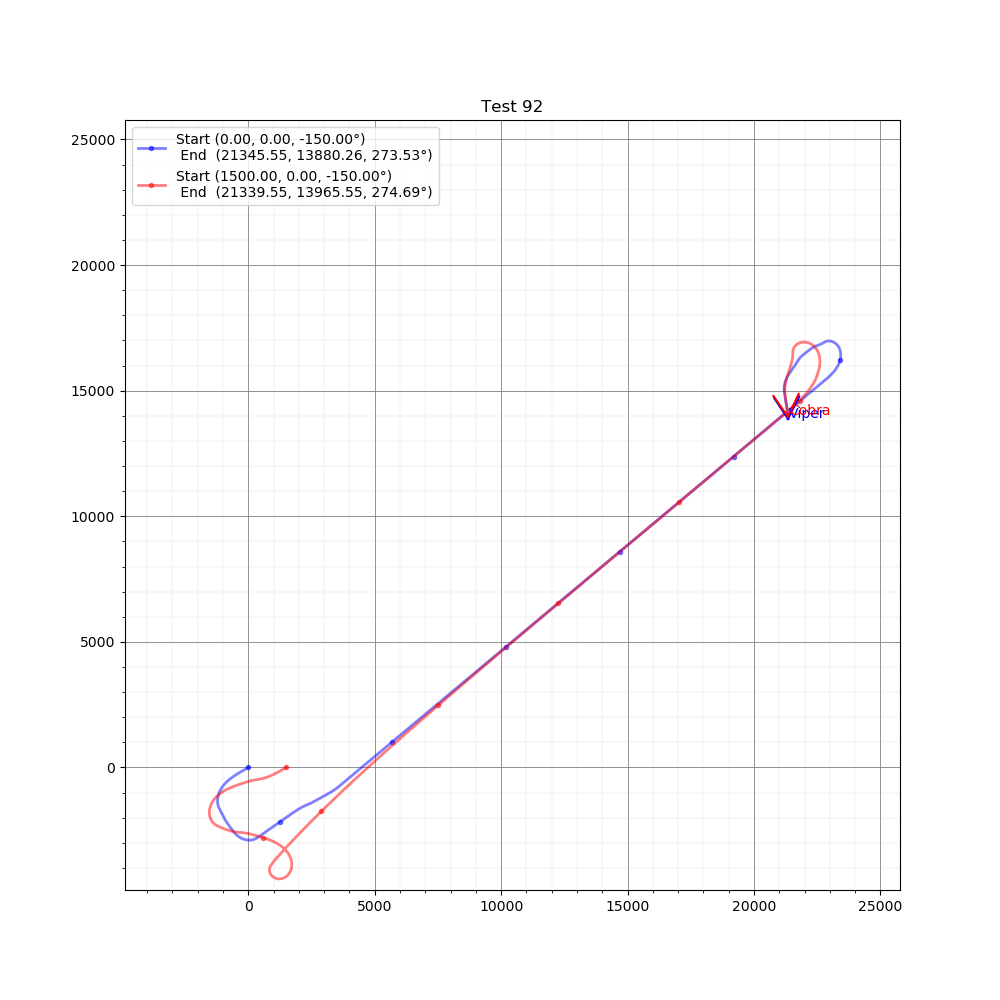 Test 92
Start (0.00, 0.00, -150.00°)
End (21345.55, 13880.26, 273.53°)
Start (1500.00, 0.00, -150.00°)
End (21339.55, 13965.55, 274.69°)
25000
20000
15000
10000
5000
0
Cobra
Viper
0 5000 10000 15000 20000 25000